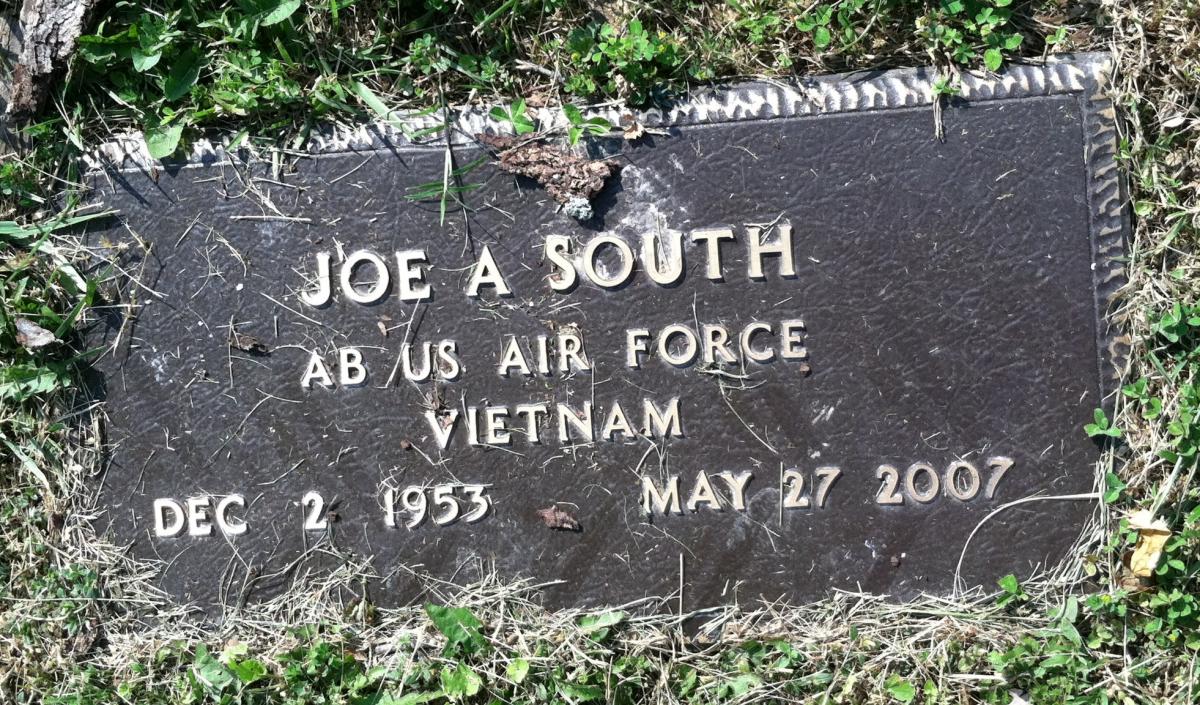 JOE A SOUTH
AB US AIR FORCE
VIETNAM
DEC 2 1953 MAY 27 2007